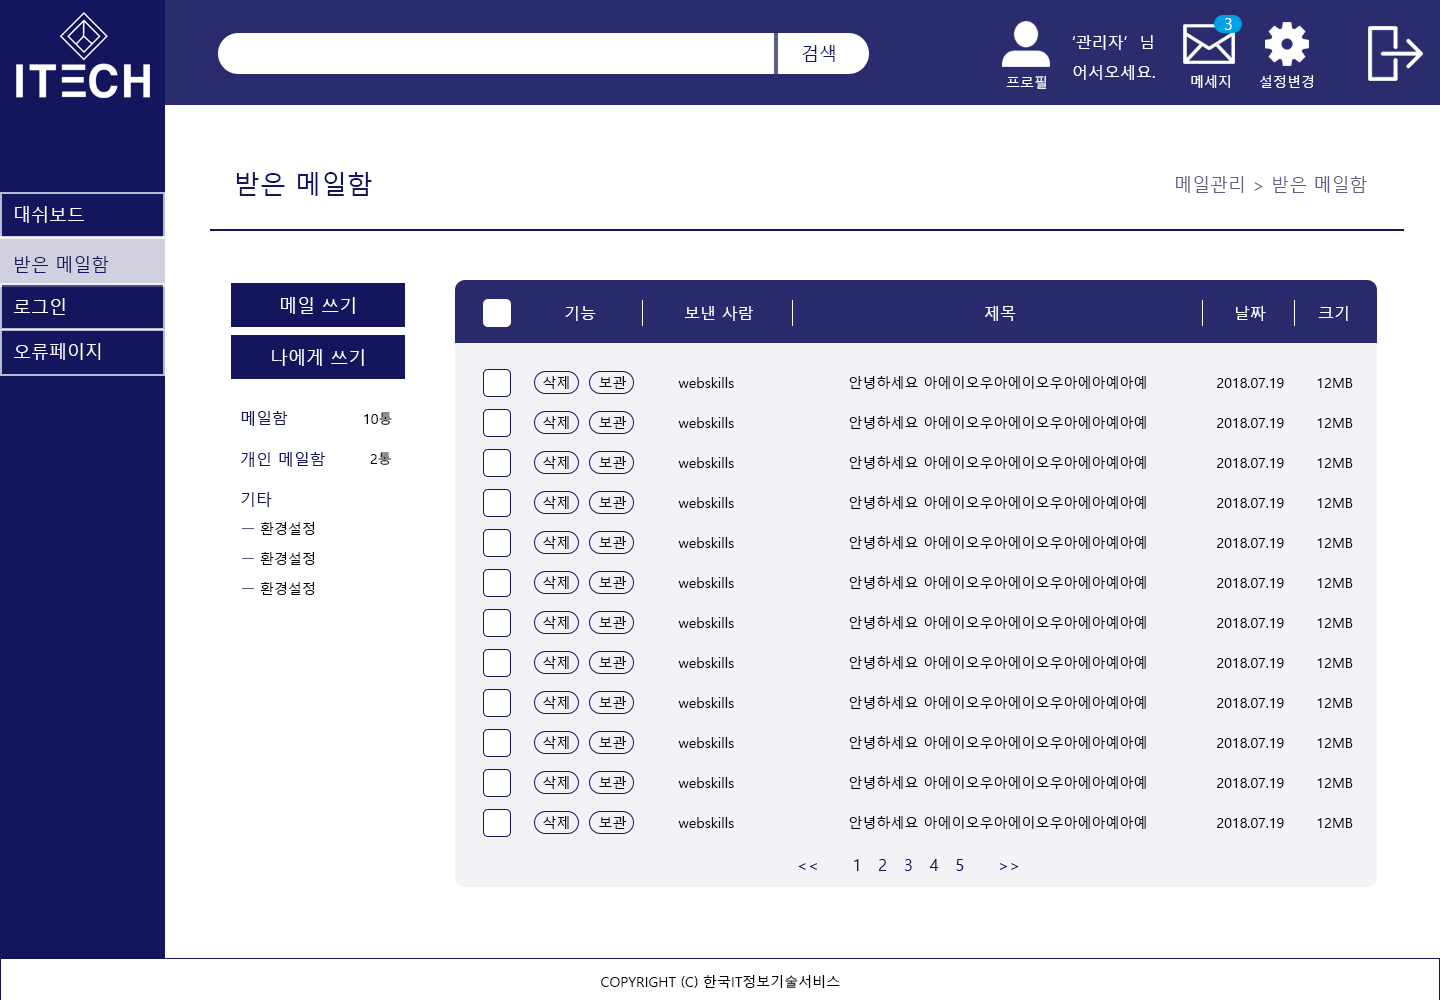 ITECH
검색
프로필
‘관리자’ 님
어서오세요.
3
메세지
설정변경
대쉬보드
받은 메일함
로그인
오류페이지
받은 메일함
메일관리 > 받은 메일함
메일 쓰기
나에게 쓰기
메일함 10통
개인 메일함 2통
기타
─ 환경설정
─ 환경설정
─ 환경설정
기능 보낸 사람 제목 날짜 크기
삭제 보관 webskills 안녕하세요 아에이오우아에이오우아에아예아예 2018.07.19 12MB
삭제 보관 webskills 안녕하세요 아에이오우아에이오우아에아예아예 2018.07.19 12MB
삭제 보관 webskills 안녕하세요 아에이오우아에이오우아에아예아예 2018.07.19 12MB
삭제 보관 webskills 안녕하세요 아에이오우아에이오우아에아예아예 2018.07.19 12MB
삭제 보관 webskills 안녕하세요 아에이오우아에이오우아에아예아예 2018.07.19 12MB
삭제 보관 webskills 안녕하세요 아에이오우아에이오우아에아예아예 2018.07.19 12MB
삭제 보관 webskills 안녕하세요 아에이오우아에이오우아에아예아예 2018.07.19 12MB
삭제 보관 webskills 안녕하세요 아에이오우아에이오우아에아예아예 2018.07.19 12MB
삭제 보관 webskills 안녕하세요 아에이오우아에이오우아에아예아예 2018.07.19 12MB
삭제 보관 webskills 안녕하세요 아에이오우아에이오우아에아예아예 2018.07.19 12MB
삭제 보관 webskills 안녕하세요 아에이오우아에이오우아에아예아예 2018.07.19 12MB
삭제 보관 webskills 안녕하세요 아에이오우아에이오우아에아예아예 2018.07.19 12MB
<< 1 2 3 4 5 >>
COPYRIGHT (C) 한국IT정보기술서비스